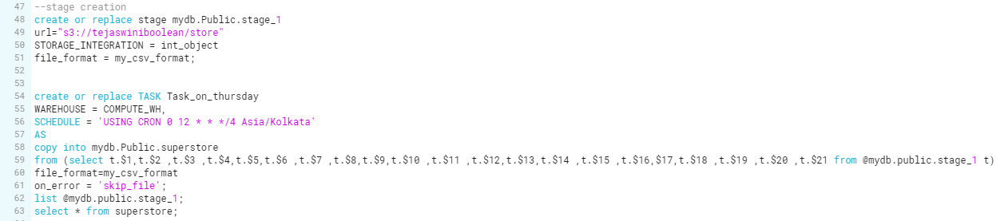 47 --stage creation
48 create or replace stage mydb.Public.stage_1
49 url="s3://tejaswiniboolean/store"
50 STORAGE_INTEGRATION = int_object
51 file_format = my_csv_format;
52
53
54 create or replace TASK Task_on_thursday
55 WAREHOUSE = COMPUTE_WH,
56 SCHEDULE = 'USING CRON 0 12 * * */4 Asia/Kolkata'
57 AS
58 copy into mydb.Public.superstore
59 from (select t.$1,t.$2 ,t.$3 ,t.$4,t.$5,t.$6 ,t.$7 ,t.$8,t.$9,t.$10 ,t.$11 ,t.$12,t.$13,t.$14 ,t.$15 ,t.$16,$17,t.$18 ,t.$19 ,t.$20 ,t.$21 from @mydb.public.stage_1 t)
60 file_format=my_csv_format
61 on_error = 'skip_file';
62 list @mydb.public.stage_1;
63 select * from superstore;